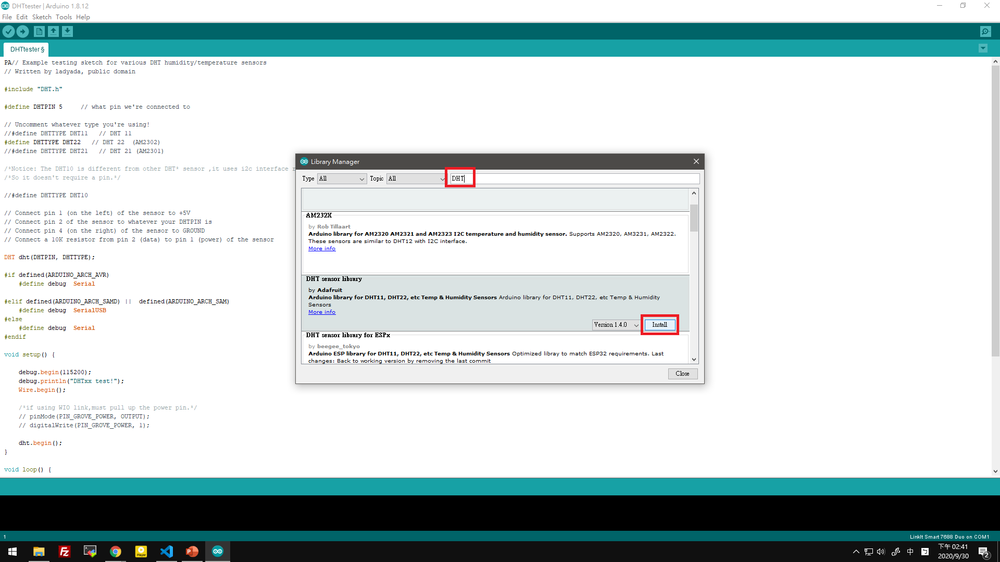 DHTtester | Arduino 1.8.12
File Edit Sketch Tools Help
DHTtester §
PA// Example testing sketch for various DHT humidity/temperature sensors
// Written by ladyada, public domain
#include "DHT.h"
#define DHTPIN 5     // what pin we're connected to
// Uncomment whatever type you're using!
//#define DHTTYPE DHT11   // DHT 11
#define DHTTYPE DHT22   // DHT 22  (AM2302)
//#define DHTTYPE DHT21   // DHT 21 (AM2301)
/*Notice: The DHT10 is different from other DHT* sensor ,it uses i2c interface r
/*So it doesn't require a pin.*/
//#define DHTTYPE DHT10
// Connect pin 1 (on the left) of the sensor to +5V
// Connect pin 2 of the sensor to whatever your DHTPIN is
// Connect pin 4 (on the right) of the sensor to GROUND
// Connect a 10K resistor from pin 2 (data) to pin 1 (power) of the sensor
DHT dht(DHTPIN, DHTTYPE);
#if defined(ARDUINO_ARCH_AVR)
#define debug  Serial
#elif defined(ARDUINO_ARCH_SAMD) ||  defined(ARDUINO_ARCH_SAM)
#define debug  SerialUSB
#else
#define debug  Serial
#endif
void setup() {
debug.begin(115200);
debug.println("DHTxx test!");
Wire.begin();
/*if using WIO link,must pull up the power pin.*/
// pinMode(PIN_GROVE_POWER, OUTPUT);
// digitalWrite(PIN_GROVE_POWER, 1);
dht.begin();
}
void loop() {
Library Manager
Type All Topic All DHT
AM232X
by Rob Tillaart
Arduino library for AM2320 AM2321 and AM2323 I2C temperature and humidity sensor. Supports AM2320, AM3231, AM2322.
These sensors are similar to DHT12 with I2C interface.
More info
DHT sensor library
by Adafruit
Arduino library for DHT11, DHT22, etc Temp & Humidity Sensors Arduino library for DHT11, DHT22, etc Temp & Humidity
Sensors
More info
Version 1.4.0 Install
DHT sensor library for ESPx
by beegee_tokyo
Arduino ESP library for DHT11, DHT22, etc Temp & Humidity Sensors Optimized libray to match ESP32 requirements. Last
changes: Back to working version by removing the last commit
Close
1
LinkIt Smart 7688 Duo on COM1
Player
中
下午 02:41
2020/9/30
2